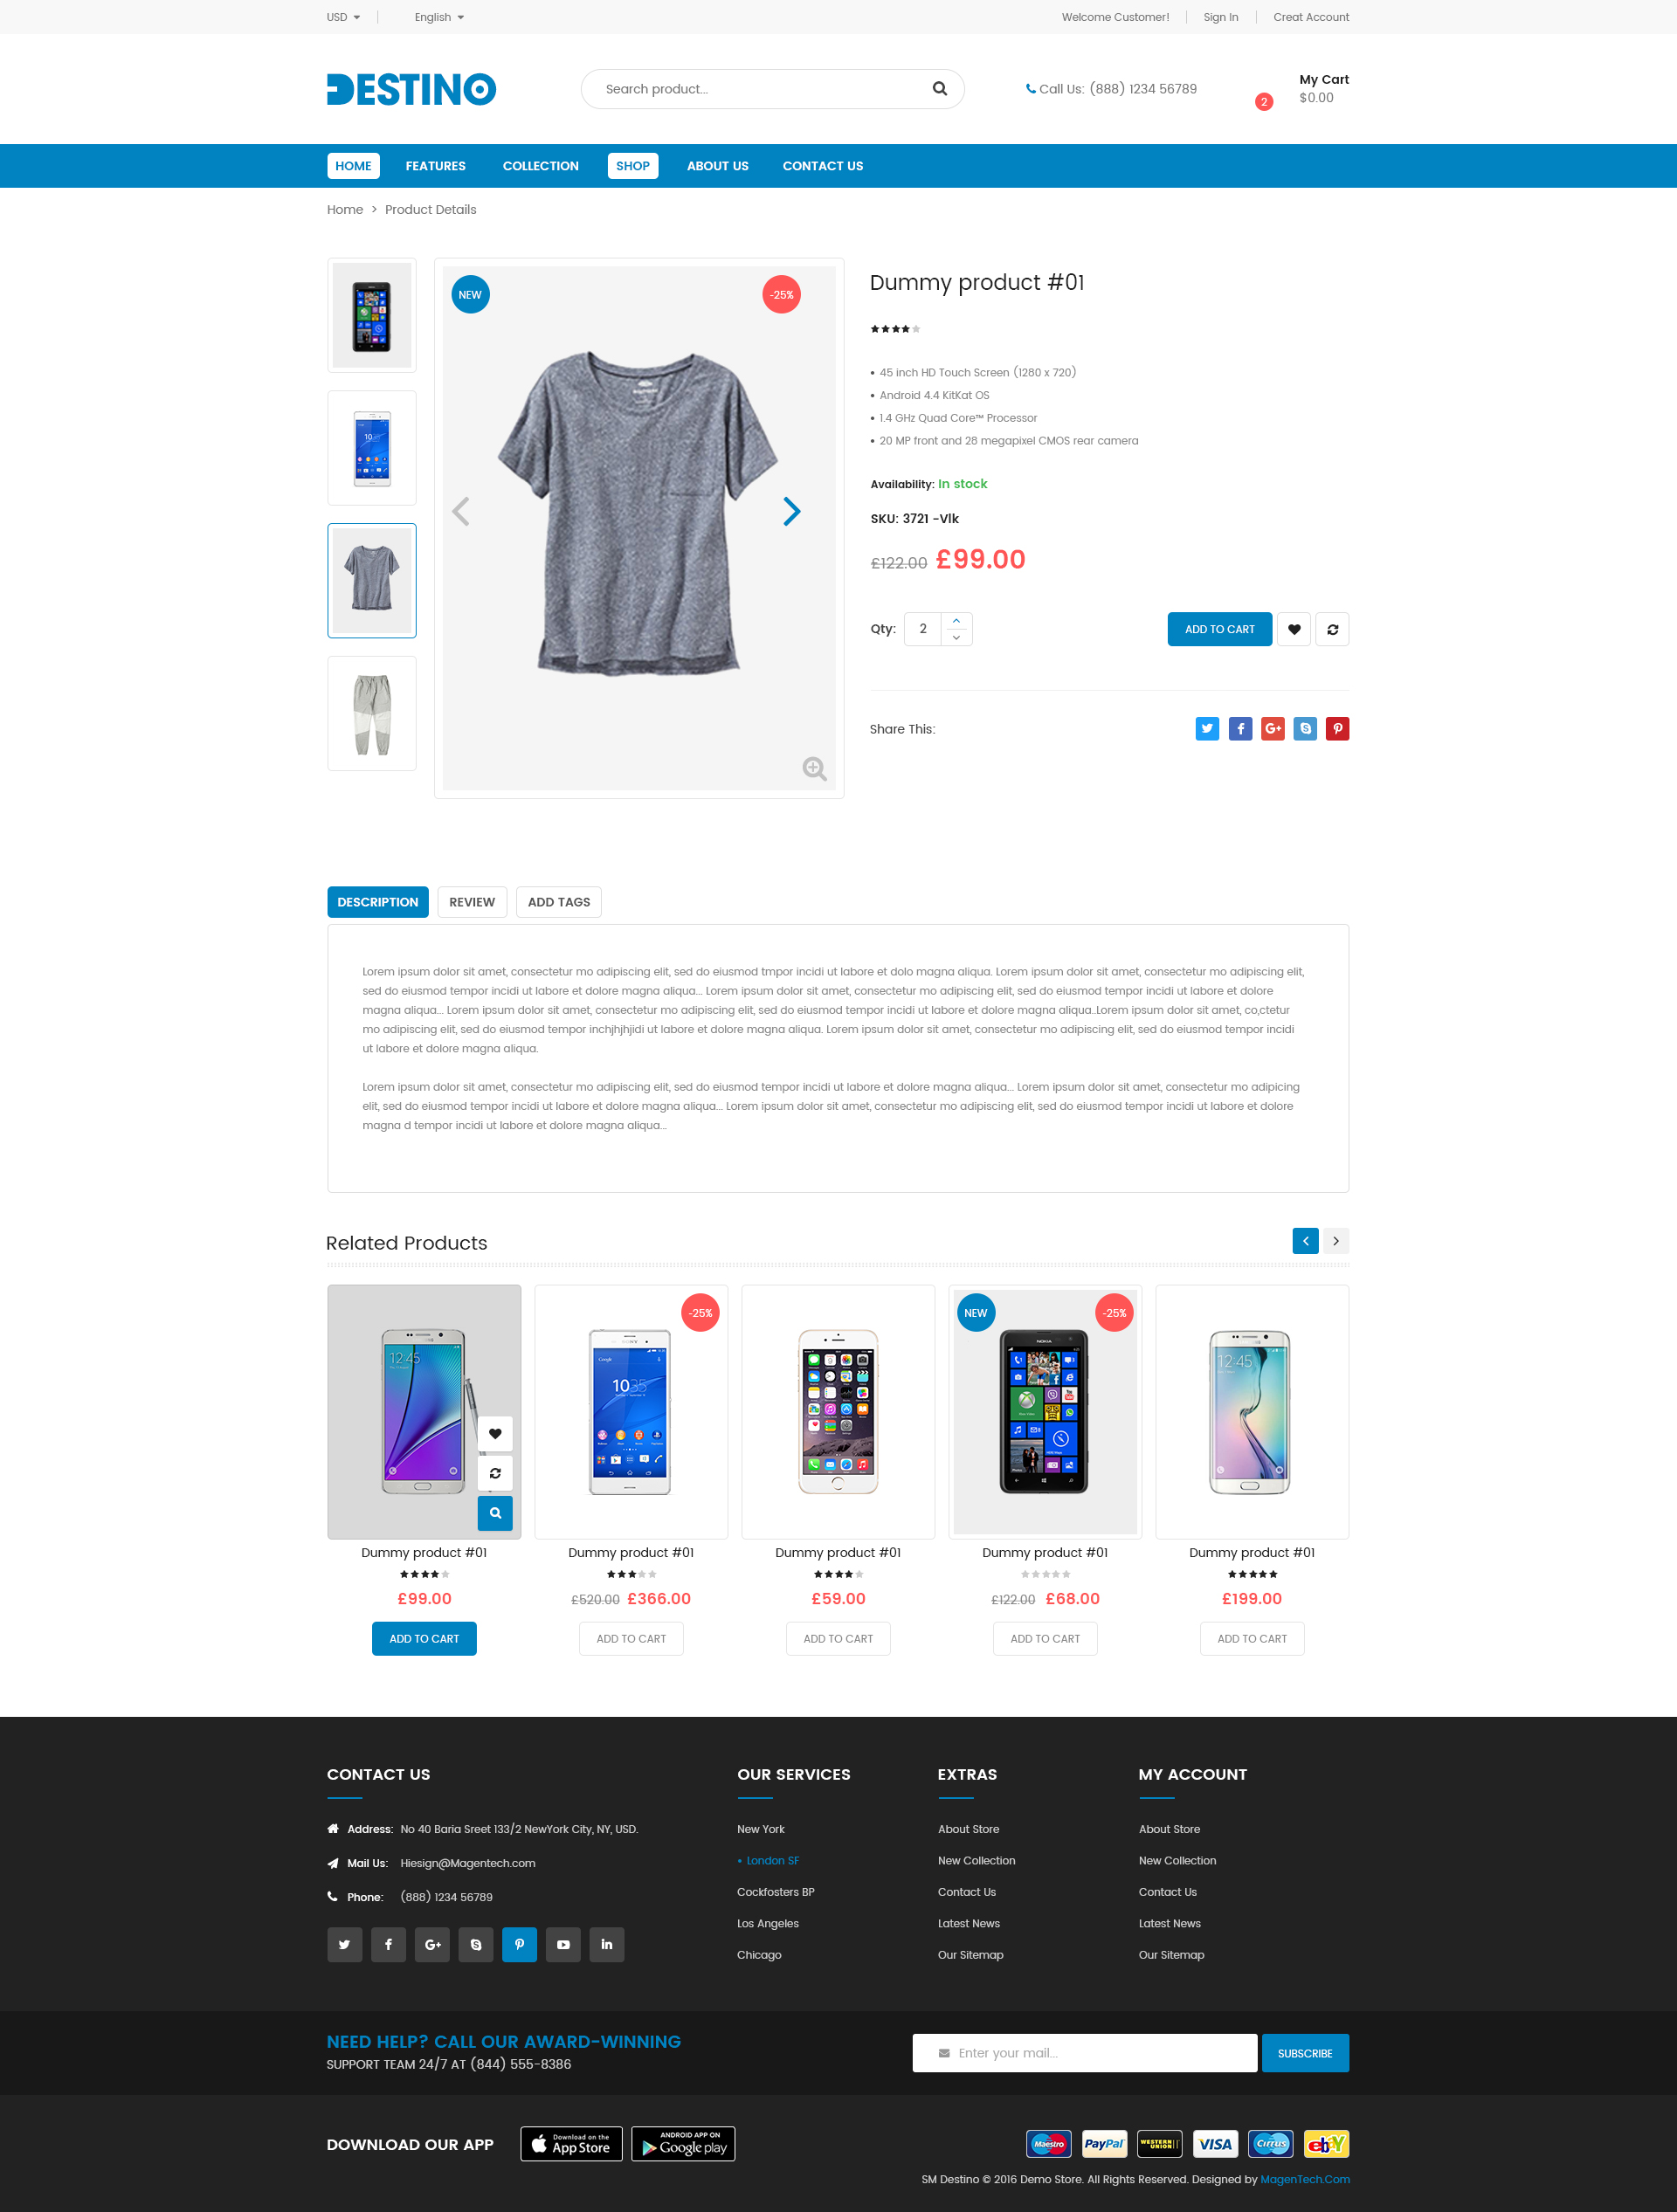 USD English Welcome Customer! Sign In Creat Account
DESTINO Search product... Call Us: (888) 1234 56789 2 My Cart
$0.00
HOME FEATURES COLLECTION SHOP ABOUT US CONTACT US
Home > Product Details
NEW -25%
Dummy product #01
• 45 inch HD Touch Screen (1280 x 720)
• Android 4.4 KitKat OS
• 1.4 GHz Quad Core™ Processor
• 20 MP front and 28 megapixel CMOS rear camera
Availability: In stock
SKU: 3721 -Vlk
£122.00 £99.00
Qty: 2 ADD TO CART
Share This:
DESCRIPTION REVIEW ADD TAGS
Lorem ipsum dolor sit amet, consectetur mo adipiscing elit, sed do eiusmod tmpor incidi ut labore et dolo magna aliqua. Lorem ipsum dolor sit amet, consectetur mo adipiscing elit,
sed do eiusmod tempor incidi ut labore et dolore magna aliqua... Lorem ipsum dolor sit amet, consectetur mo adipiscing elit, sed do eiusmod tempor incidi ut labore et dolore
magna aliqua... Lorem ipsum dolor sit amet, consectetur mo adipiscing elit, sed do eiusmod tempor incidi ut labore et dolore magna aliqua..Lorem ipsum dolor sit amet, co,ctetur
mo adipiscing elit, sed do eiusmod tempor inchjhjhjidi ut labore et dolore magna aliqua. Lorem ipsum dolor sit amet, consectetur mo adipiscing elit, sed do eiusmod tempor incidi
ut labore et dolore magna aliqua.
Lorem ipsum dolor sit amet, consectetur mo adipiscing elit, sed do eiusmod tempor incidi ut labore et dolore magna aliqua... Lorem ipsum dolor sit amet, consectetur mo adipicing
elit, sed do eiusmod tempor incidi ut labore et dolore magna aliqua... Lorem ipsum dolor sit amet, consectetur mo adipiscing elit, sed do eiusmod tempor incidi ut labore et dolore
magna d tempor incidi ut labore et dolore magna aliqua...
Related Products
-25% NEW -25%
12:45 SONY Google 1035 NOKIA 12:45
Dummy product #01 Dummy product #01 Dummy product #01 Dummy product #01 Dummy product #01
£99.00 £520.00 £366.00 £59.00 £122.00 £68.00 £199.00
ADD TO CART ADD TO CART ADD TO CART ADD TO CART ADD TO CART
CONTACT US OUR SERVICES EXTRAS MY ACCOUNT
Address: No 40 Baria Sreet 133/2 NewYork City, NY, USD. New York About Store About Store
Mail Us: Hiesign@Magentech.com • London SF New Collection New Collection
Phone: (888) 1234 56789 Cockfosters BP Contact Us Contact Us
Los Angeles Latest News Latest News
Chicago Our Sitemap Our Sitemap
NEED HELP? CALL OUR AWARD-WINNING
SUPPORT TEAM 24/7 AT (844) 555-8386
Enter your mail... SUBSCRIBE
DOWNLOAD OUR APP
Download on the
App Store
ANDROID APP ON
Google play
Maestro PayPal WESTERN UNION VISA Cirrus ebY
SM Destino © 2016 Demo Store. All Rights Reserved. Designed by MagenTech.Com